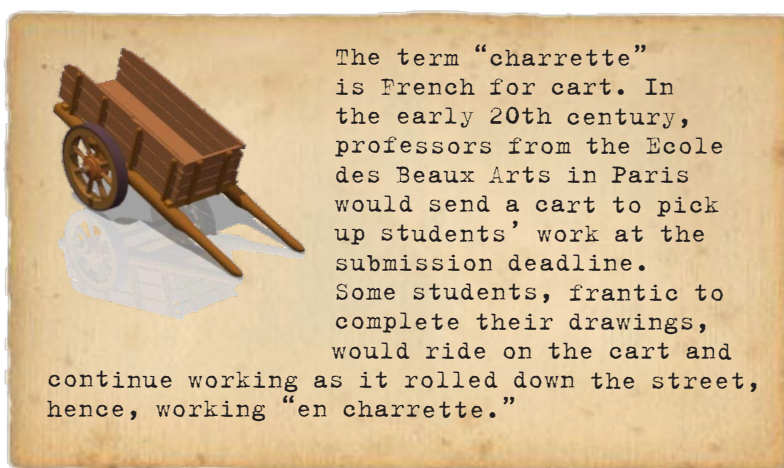 The term “charrette”
is French for cart. In
the early 20th century,
professors from the Ecole
des Beaux Arts in Paris
would send a cart to pick
up students’ work at the
submission deadline.
Some students, frantic to
complete their drawings,
would ride on the cart and
continue working as it rolled down the street,
hence, working “en charrette.”